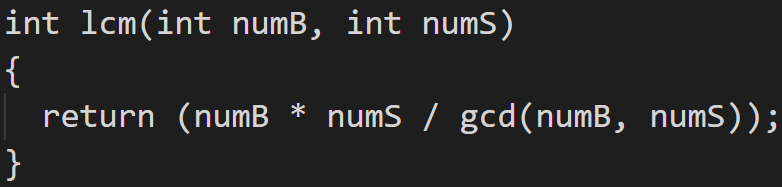 int lcm(int numB, int numS)
{
  return (numB * numS / gcd(numB, numS));
}